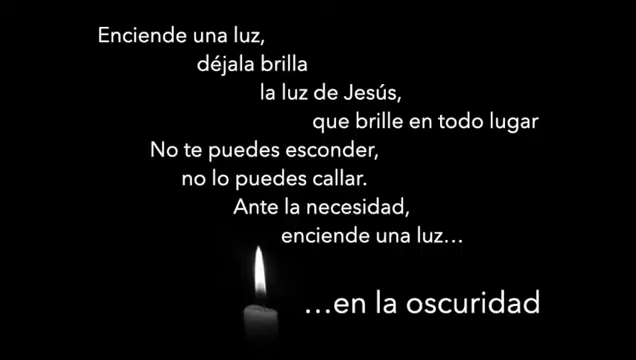 Enciende una luz,
déjala brilla
la luz de Jesús,
que brille en todo lugar
No te puedes esconder,
no lo puedes callar.
Ante la necesidad,
enciende una luz...
...en la oscuridad